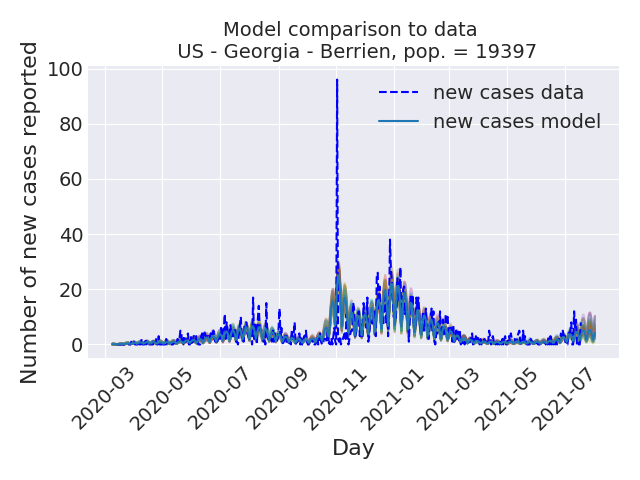 Model comparison to data
US - Georgia - Berrien, pop. = 19397
Number of new cases reported
100
80
60
40
20
0
new cases data
new cases model
2020-03
2020-05
2020-07
2020-09
2020-11
2021-01
2021-03
2021-05
2021-07
Day